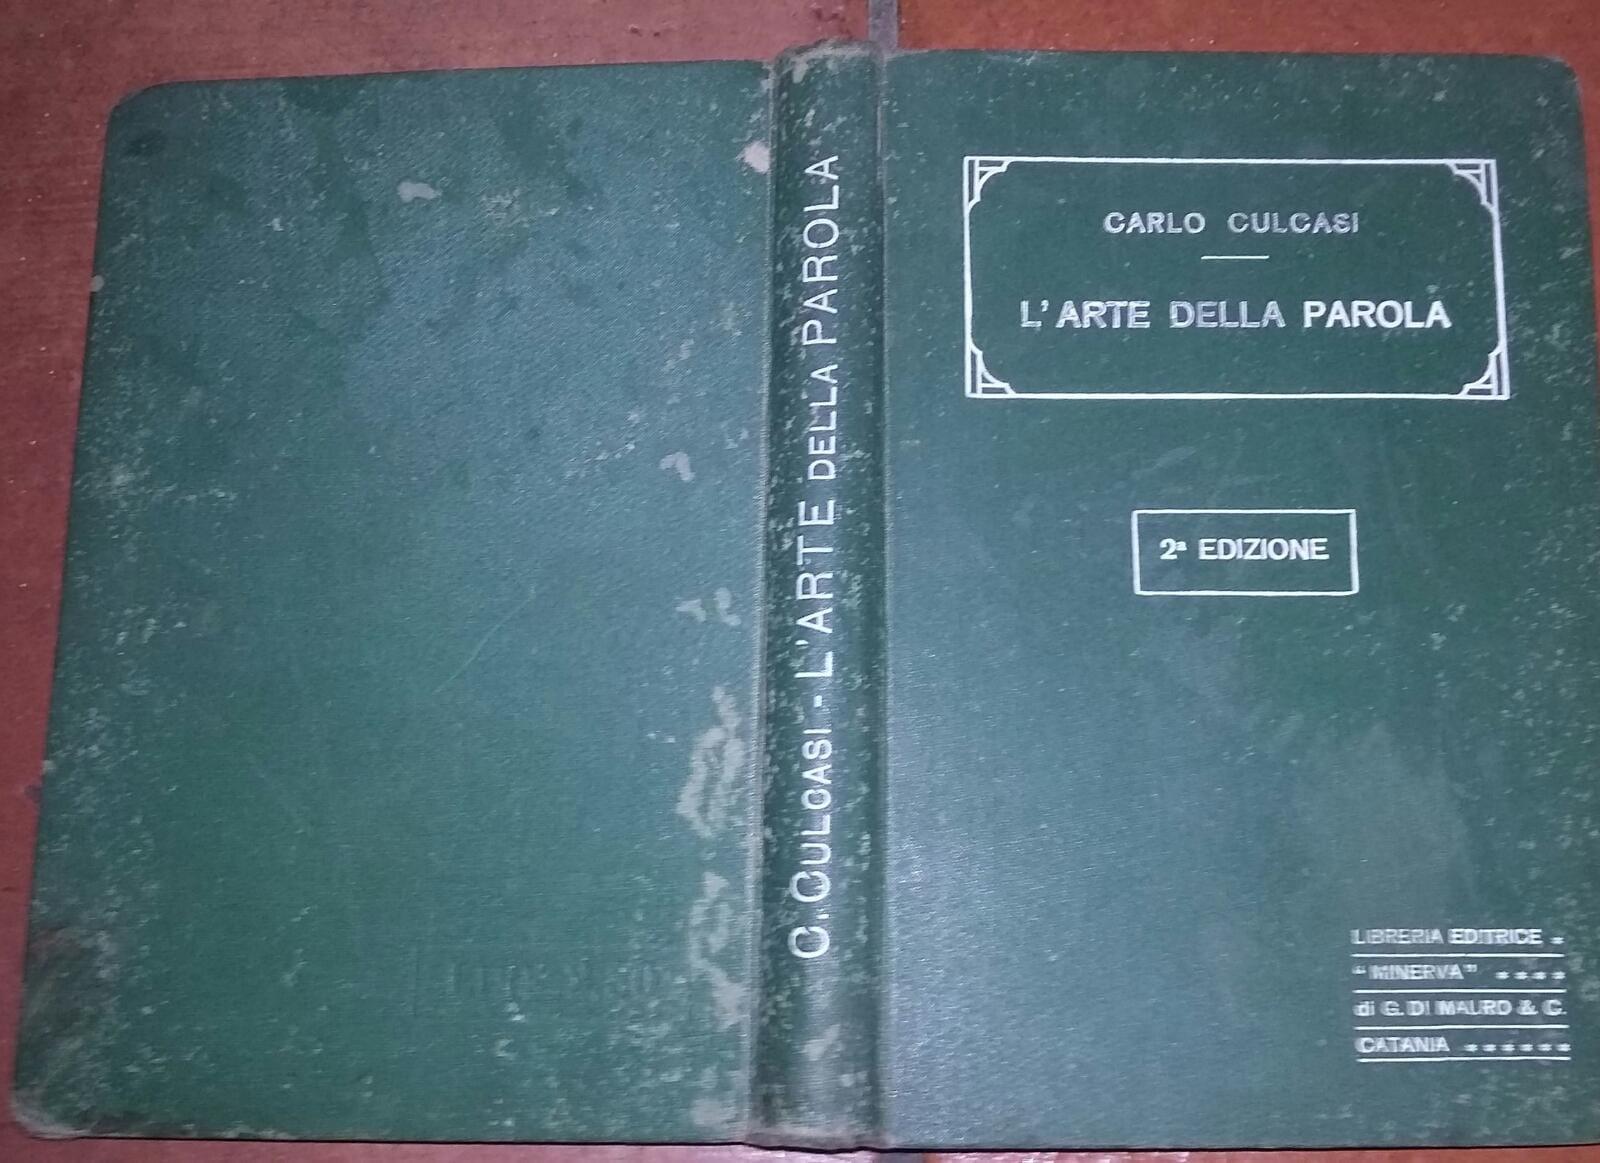 C. CULCASI - L'ARTE DELLA PAROLA
CARLO CULCASI
L'ARTE DELLA PAROLA
2ª EDIZIONE
LIBRERIA EDITRICE
"MINERVA"
di G. DI MAURO & C.
CATANIA